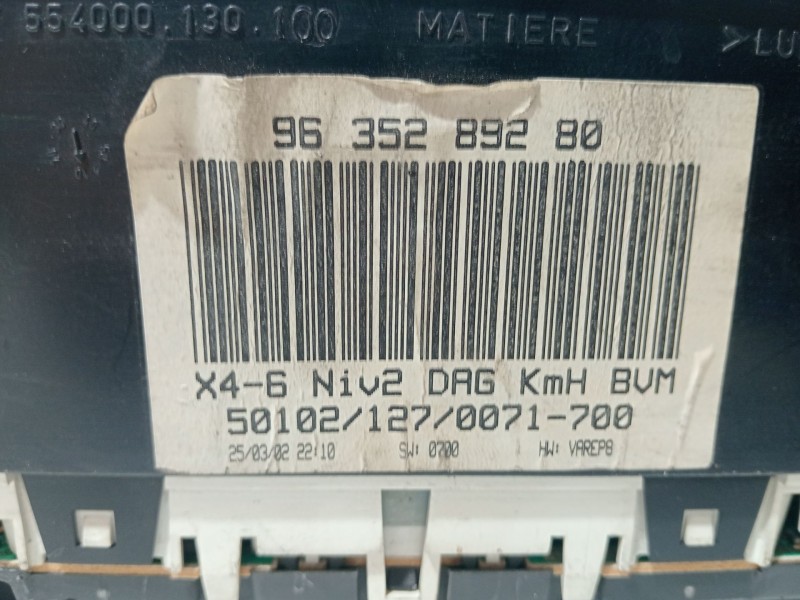 554000.130.100 MATIERE >LU
96 352 892 80
X4-6 Niv2 DAG KmH BVM
50102/127/0071-700
25/03/02 22:10 SW: 0700 HW: VAREP8